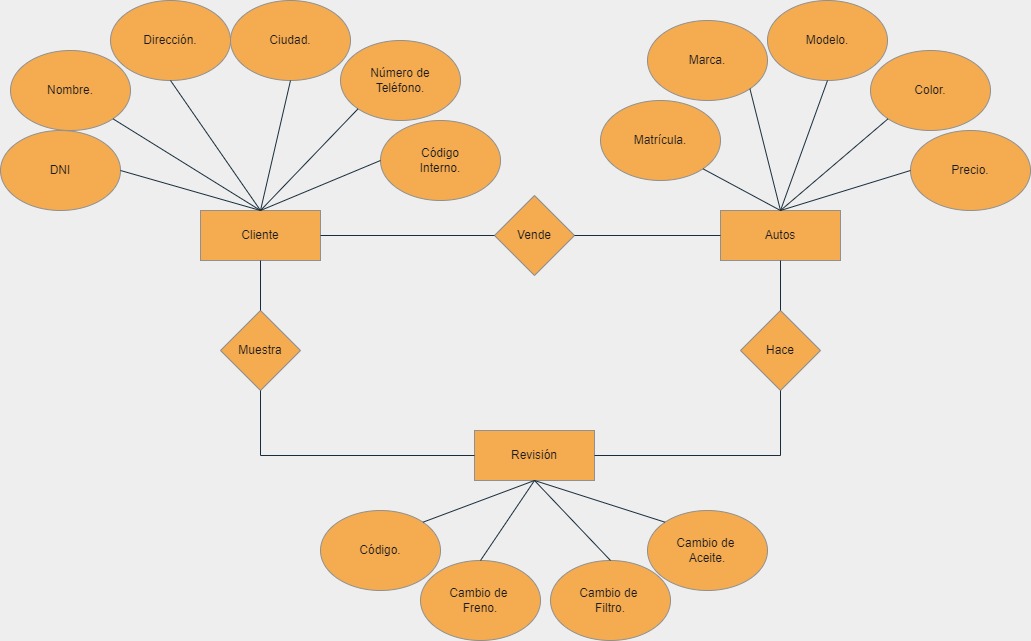 Dirección.
Ciudad.
Nombre.
Número de
Teléfono.
DNI
Código
Interno.
Modelo.
Marca.
Color.
Matrícula.
Precio.
Cliente
Vende
Autos
Muestra
Hace
Revisión
Código.
Cambio de
Freno.
Cambio de
Filtro.
Cambio de
Aceite.